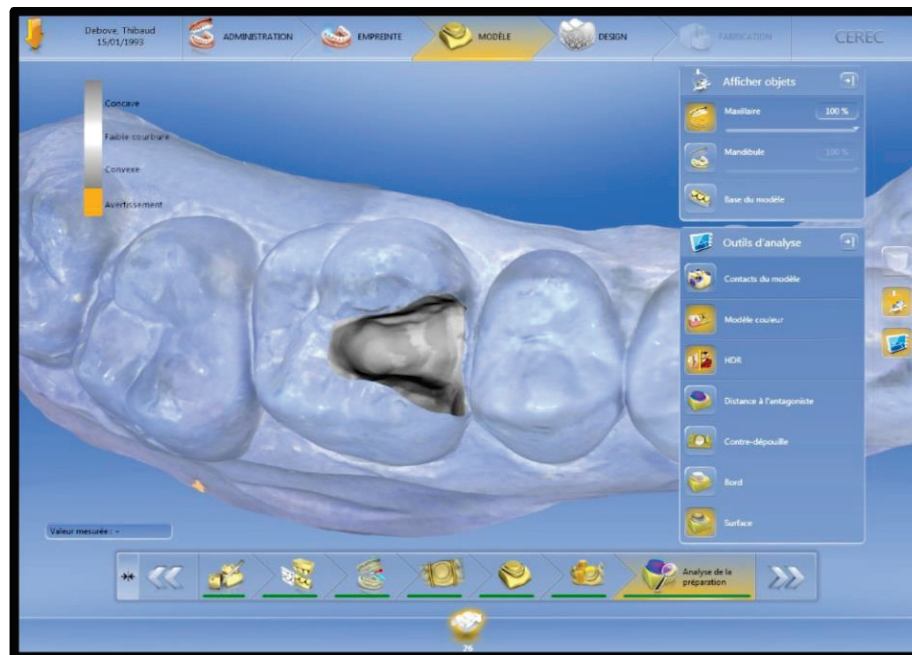 Debove, Thibaud
15/01/1993
ADMINISTRATION
EMPREINTE
MODÈLE
DESIGN
FABRICATION
CEREC
Concave
Faible courbure
Convexe
Avertissement
Afficher objets
Maxillaire
100 %
Mandibule
100 %
Base du modèle
Outils d'analyse
Contacts du modèle
Modèle couleur
HDR
Distance à l'antagoniste
Contre-dépouille
Bord
Surface
Valeur mesurée : -
Analyse de la
préparation
26